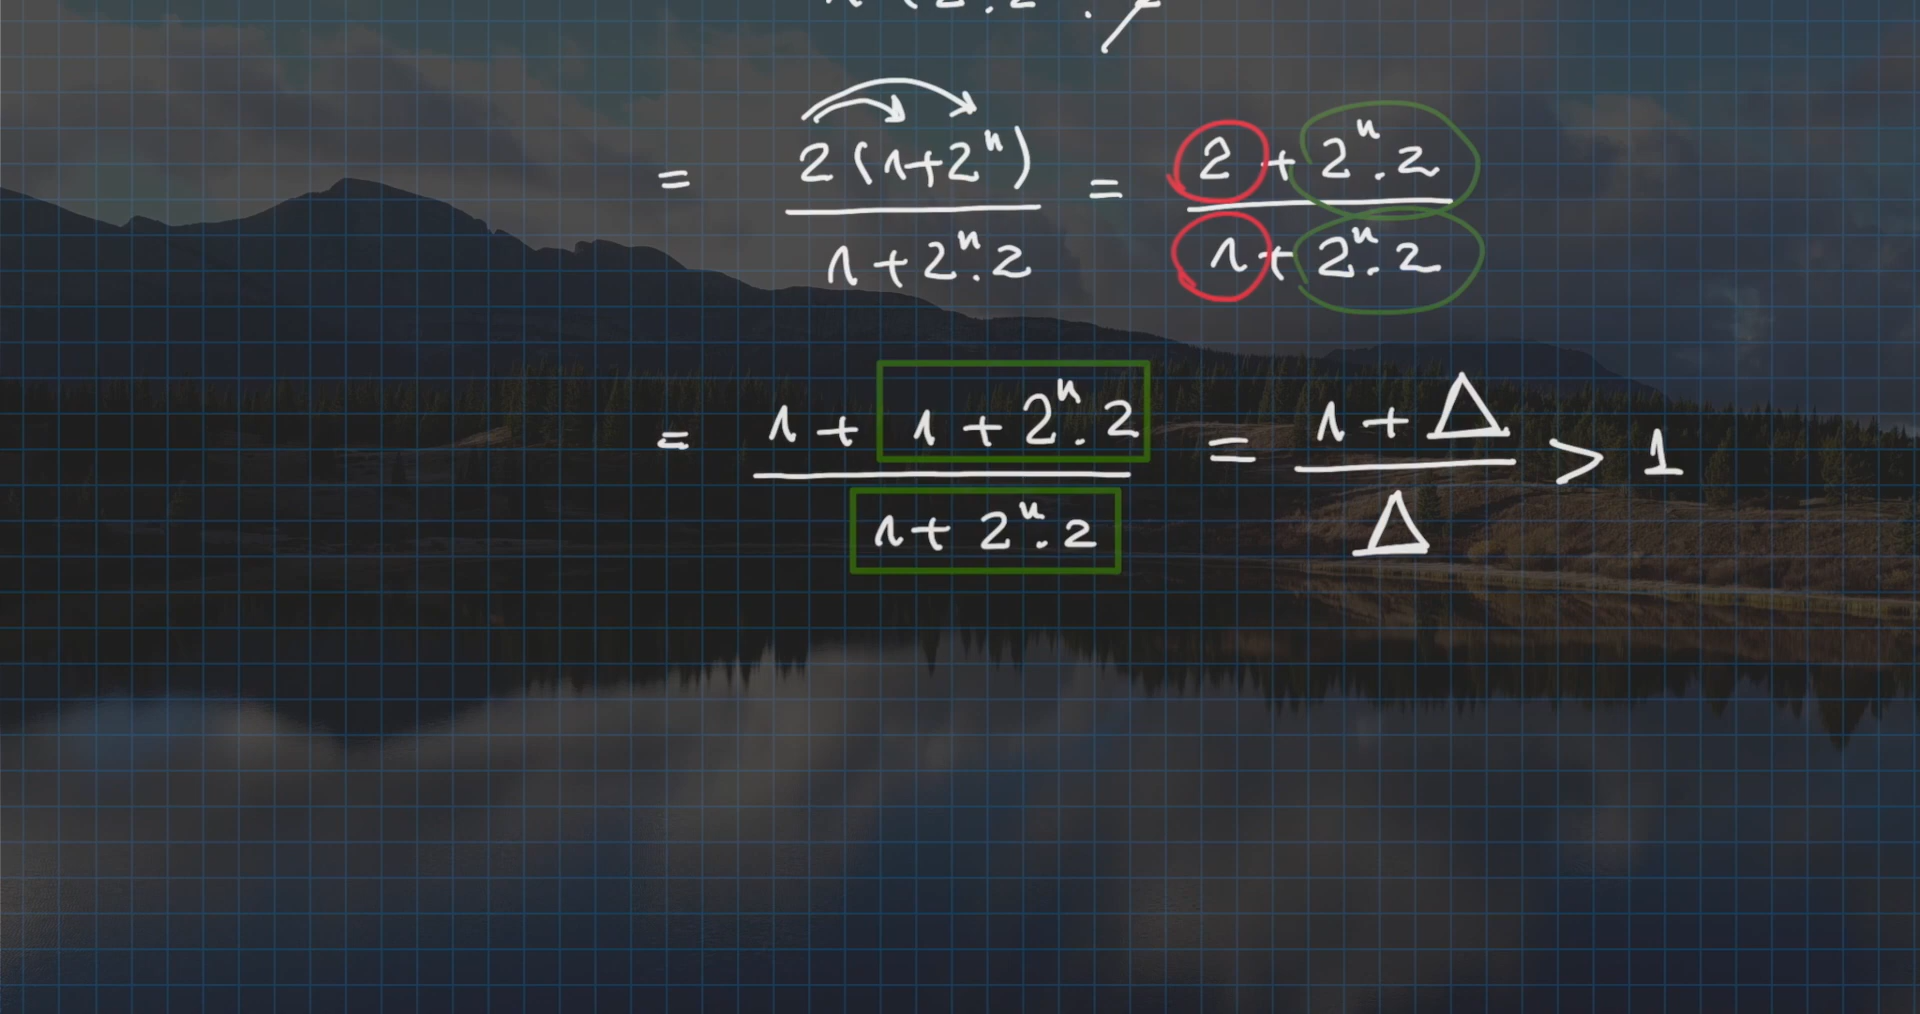 = 2(1+2ⁿ) / 1+2ⁿ.2 = 2+2ⁿ.2 / 1+2ⁿ.2
= 1+1+2ⁿ.2 / 1+2ⁿ.2 = 1+Δ / Δ > 1